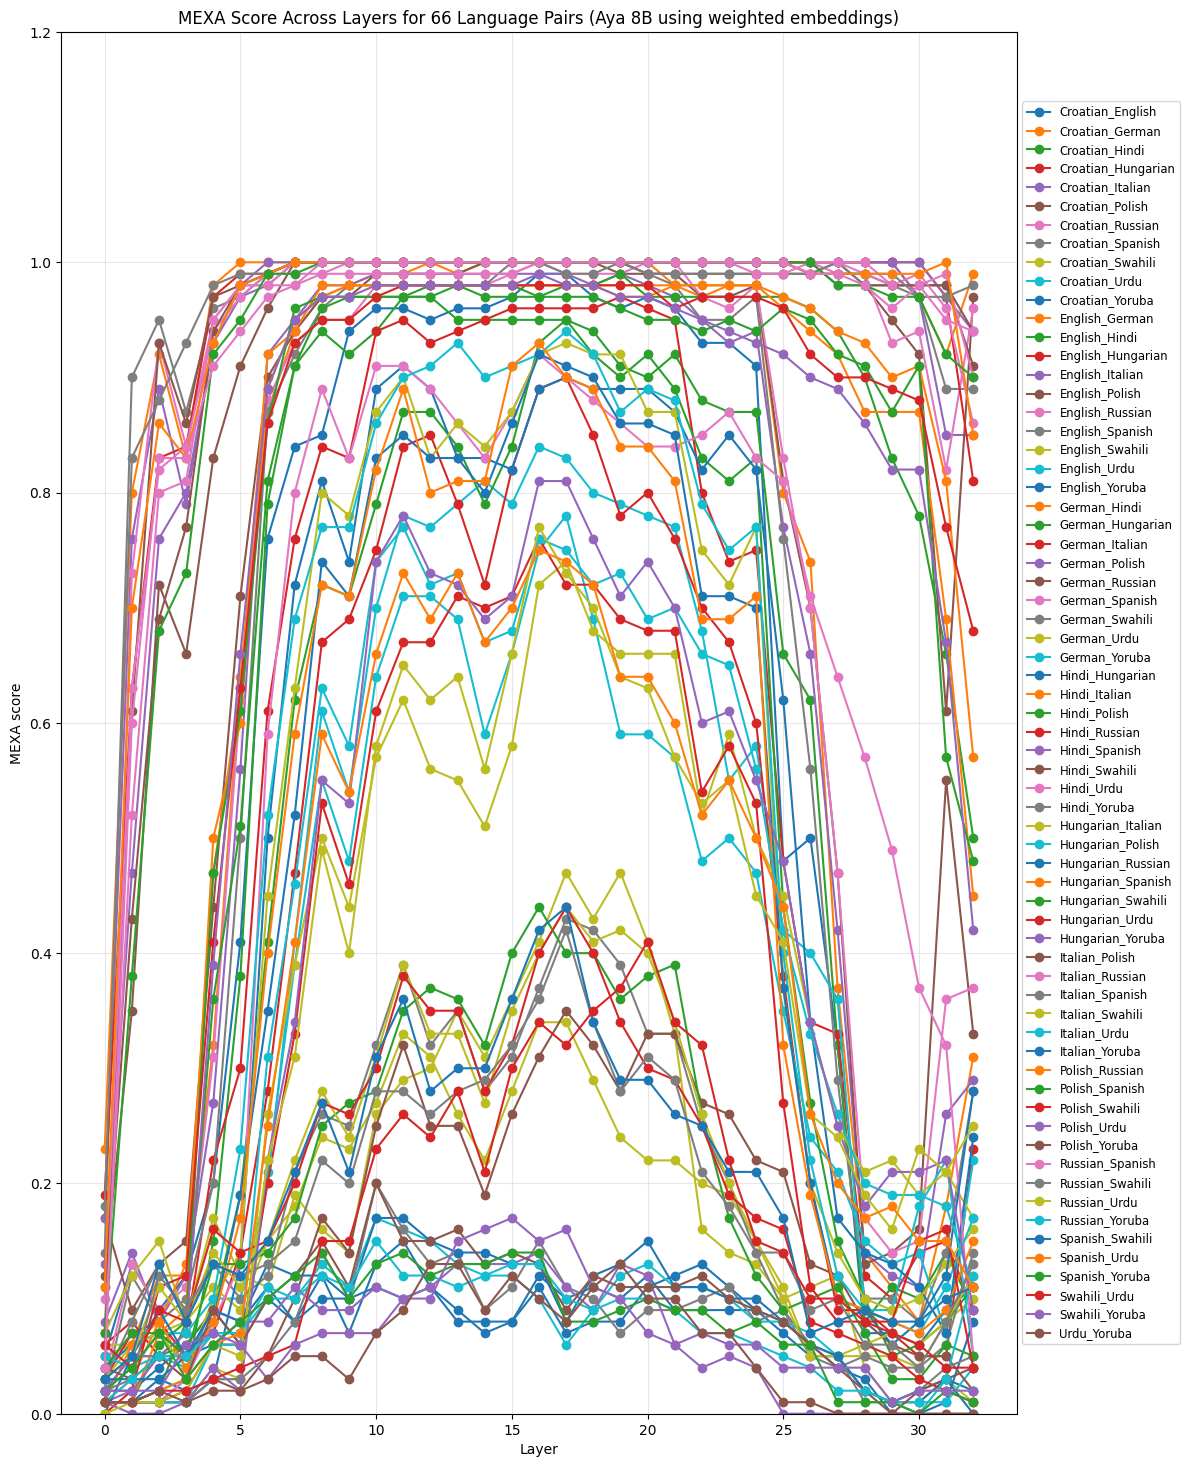 MEXA Score Across Layers for 66 Language Pairs (Aya 8B using weighted embeddings)
MEXA score
1.2
1.0
0.8
0.6
0.4
0.2
0.0
0
5
10
15
20
25
30
Layer
Croatian_English
Croatian_German
Croatian_Hindi
Croatian_Hungarian
Croatian_Italian
Croatian_Polish
Croatian_Russian
Croatian_Spanish
Croatian_Swahili
Croatian_Urdu
Croatian_Yoruba
English_German
English_Hindi
English_Hungarian
English_Italian
English_Polish
English_Russian
English_Spanish
English_Swahili
English_Urdu
English_Yoruba
German_Hindi
German_Hungarian
German_Italian
German_Polish
German_Russian
German_Spanish
German_Swahili
German_Urdu
German_Yoruba
Hindi_Hungarian
Hindi_Italian
Hindi_Polish
Hindi_Russian
Hindi_Spanish
Hindi_Swahili
Hindi_Urdu
Hindi_Yoruba
Hungarian_Italian
Hungarian_Polish
Hungarian_Russian
Hungarian_Spanish
Hungarian_Swahili
Hungarian_Urdu
Hungarian_Yoruba
Italian_Polish
Italian_Russian
Italian_Spanish
Italian_Swahili
Italian_Urdu
Italian_Yoruba
Polish_Russian
Polish_Spanish
Polish_Swahili
Polish_Urdu
Polish_Yoruba
Russian_Spanish
Russian_Swahili
Russian_Urdu
Russian_Yoruba
Spanish_Swahili
Spanish_Urdu
Spanish_Yoruba
Swahili_Urdu
Swahili_Yoruba
Urdu_Yoruba